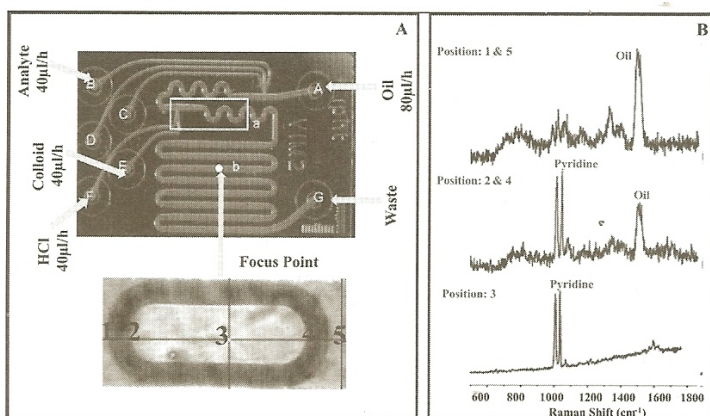 A
Analyte
40µl/h
Colloid
40µl/h
HCl
40µl/h
Oil
80µl/h
Waste
B
C
D
E
F
A
a
b
G
Focus Point
1
2
3
4
5
B
Position: 1 & 5
Oil
Position: 2 & 4
Pyridine
Oil
Position: 3
Pyridine
600 800 1000 1200 1400 1600 1800
Raman Shift (cm-1)